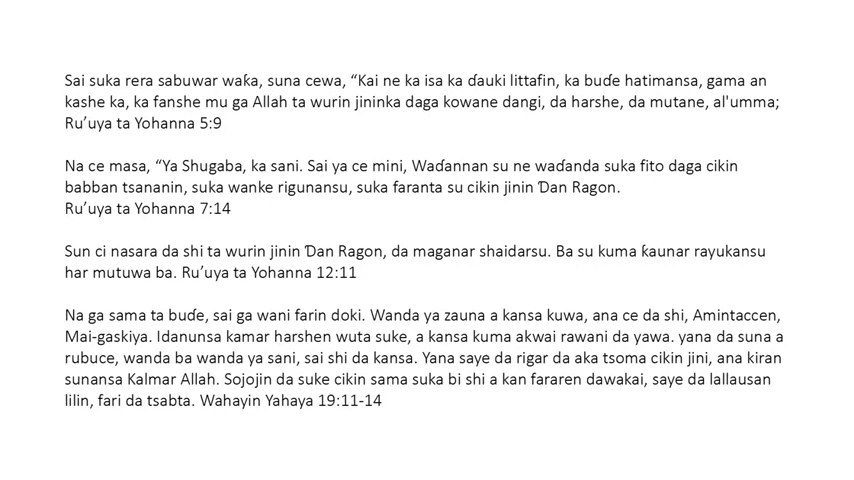 Sai suka rera sabuwar waƙa, suna cewa, “Kai ne ka isa ka ɗauki littafin, ka buɗe hatimansa, gama an
kashe ka, ka fanshe mu ga Allah ta wurin jininka daga kowane dangi, da harshe, da mutane, al'umma;
Ru’uya ta Yohanna 5:9
Na ce masa, “Ya Shugaba, ka sani. Sai ya ce mini, Waɗannan su ne waɗanda suka fito daga cikin
babban tsananin, suka wanke rigunansu, suka faranta su cikin jinin Ɗan Ragon.
Ru’uya ta Yohanna 7:14
Sun ci nasara da shi ta wurin jinin Ɗan Ragon, da maganar shaidarsu. Ba su kuma ƙaunar rayukansu
har mutuwa ba. Ru’uya ta Yohanna 12:11
Na ga sama ta buɗe, sai ga wani farin doki. Wanda ya zauna a kansa kuwa, ana ce da shi, Amintaccen,
Mai-gaskiya. Idanunsa kamar harshen wuta suke, a kansa kuma akwai rawani da yawa. yana da suna a
rubuce, wanda ba wanda ya sani, sai shi da kansa. Yana saye da rigar da aka tsoma cikin jini, ana kiran
sunansa Kalmar Allah. Sojojin da suke cikin sama suka bi shi a kan fararen dawakai, saye da lallausan
lilin, fari da tsabta. Wahayin Yahaya 19:11-14